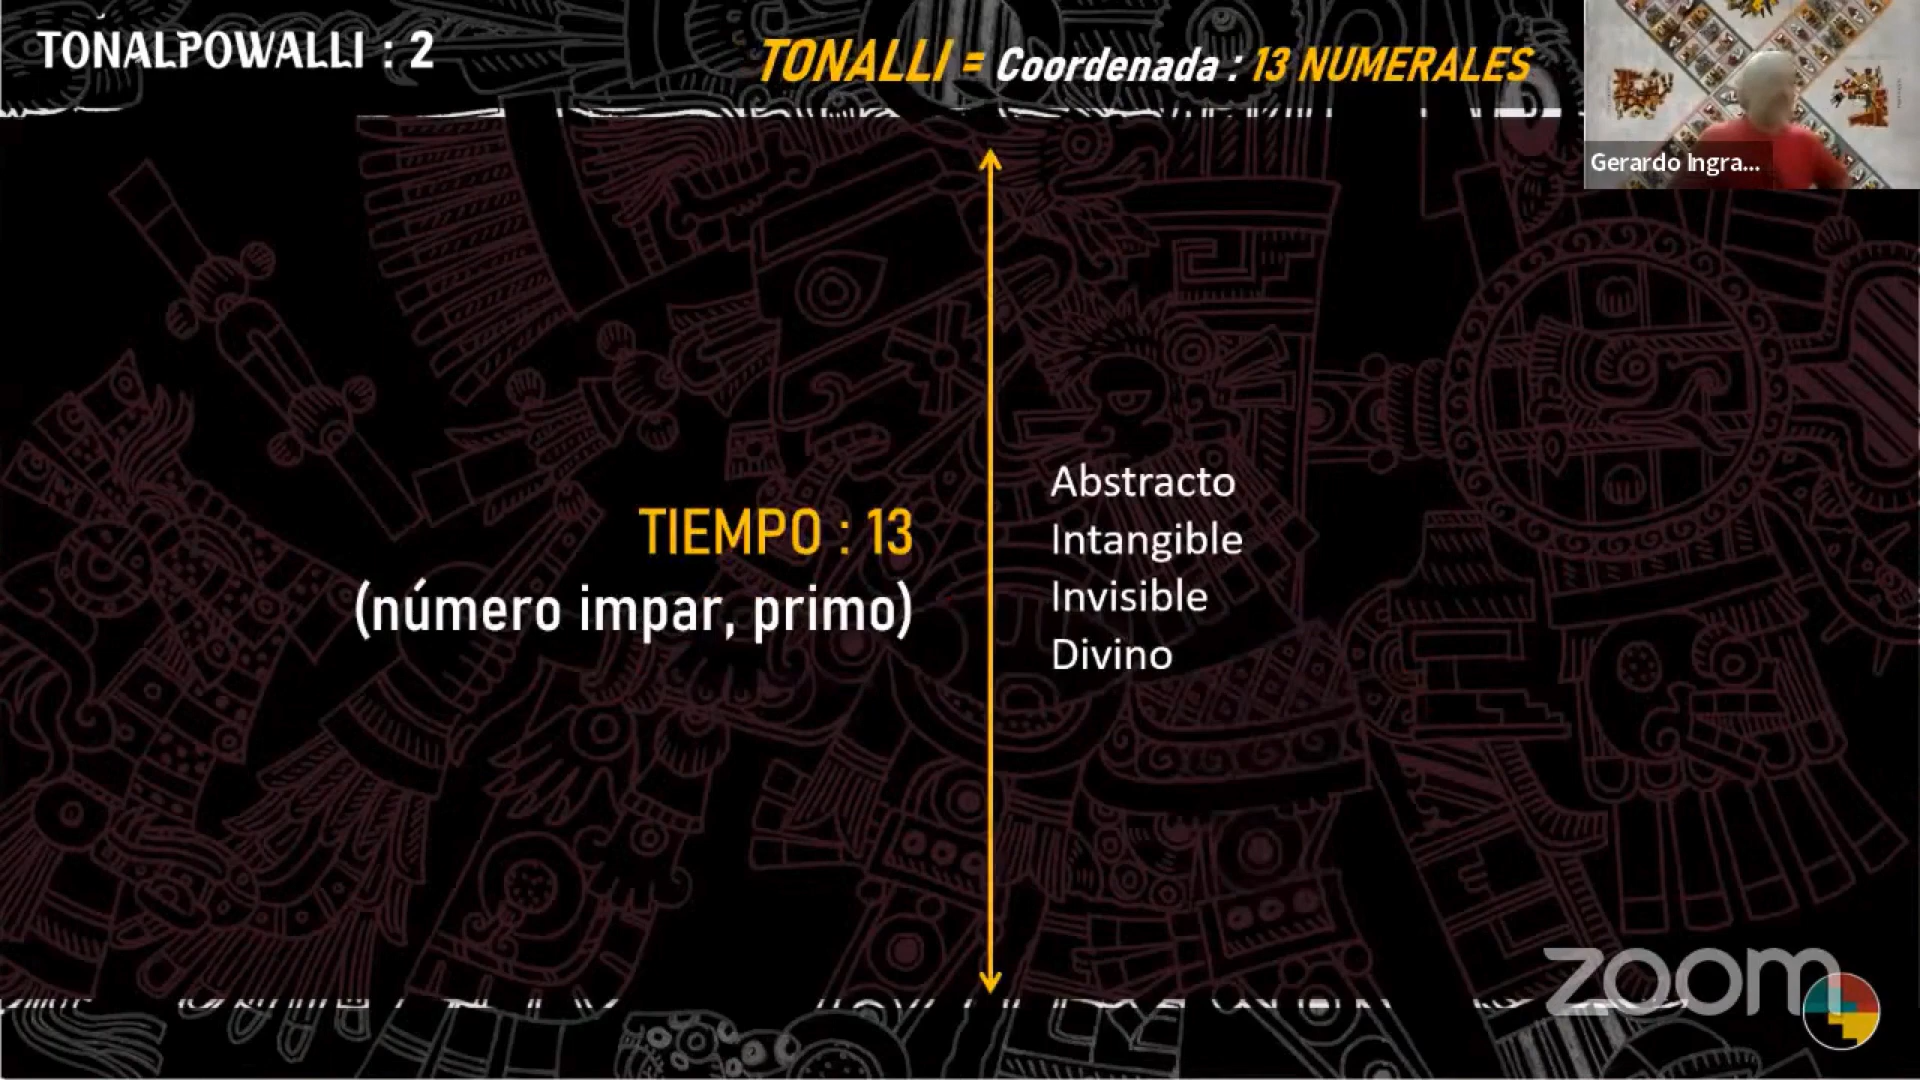 TONALPOWALLI : 2
TONALLI = Coordenada : 13 NUMERALES
Gerardo Ingra...
TIEMPO : 13
(número impar, primo)
Abstracto
Intangible
Invisible
Divino
zoom